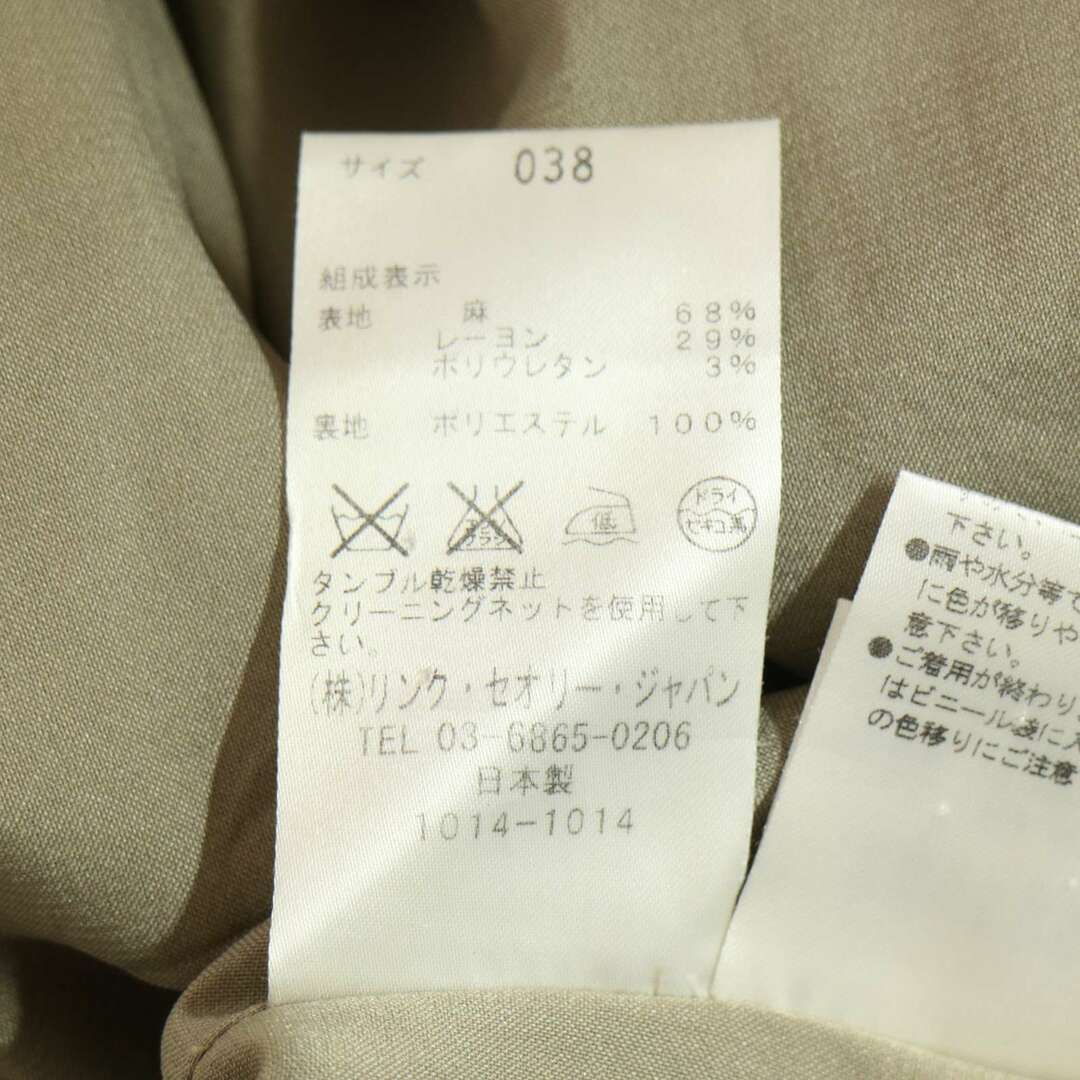 サイズ 038
組成表示
表地 麻 68%
レーヨン 29%
ポリウレタン 3%
裏地 ポリエステル 100%
低
ドライ
セキユ系
タンブル乾燥禁止
クリーニングネットを使用して下
さい。
(株)リンク・セオリー・ジャパン
TEL 03-6865-0206
日本製
1014-1014
下さい。
●雨や水分等で
に色が移りや
意下さい。
●ご着用が終わり
はビニール袋に入
の色移りにご注意